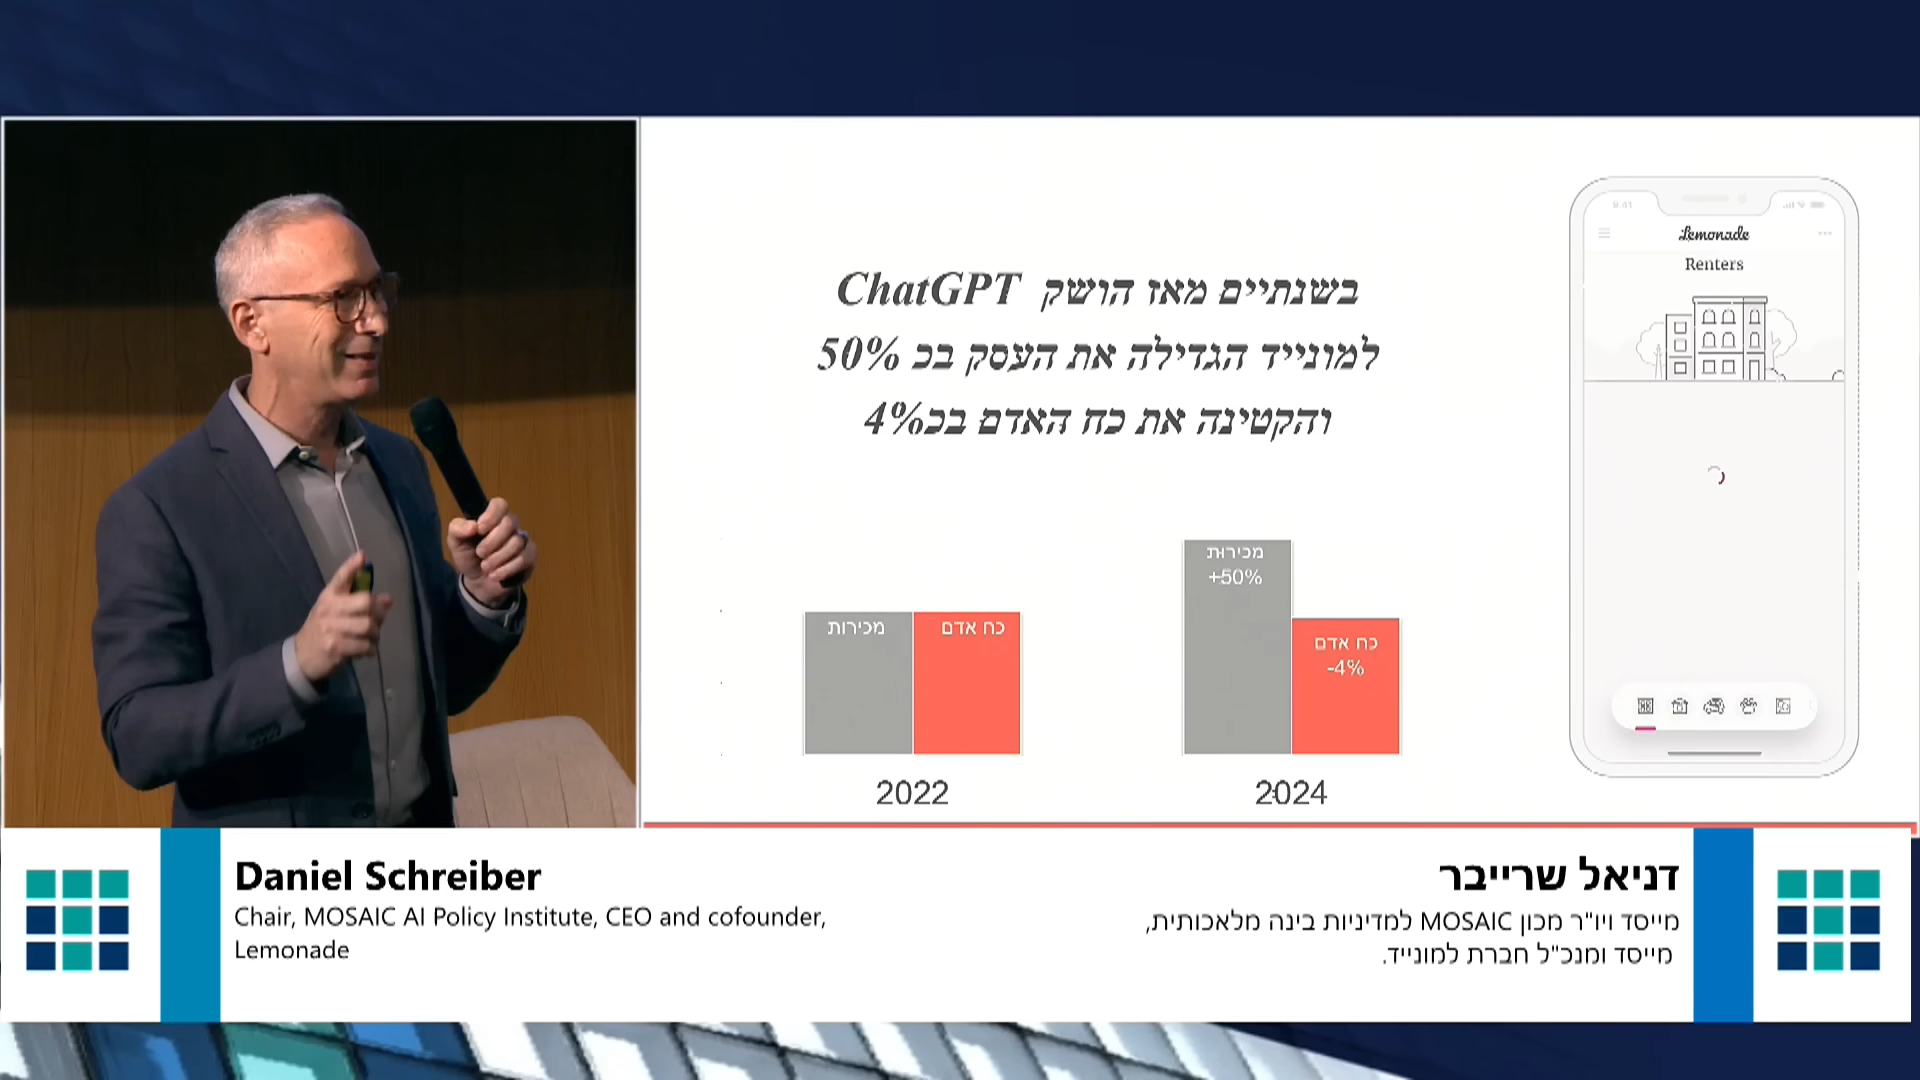 בשנתיים מאז הושק ChatGPT
למונייד הגדילה את העסק בכ 50%
והקטינה את כח האדם בכ4%
מכירות
כח אדם
2022
מכירות
+50%
כח אדם
-4%
2024
9:41
Lemonade
Renters
Daniel Schreiber
Chair, MOSAIC AI Policy Institute, CEO and cofounder,
Lemonade
דניאל שרייבר
מייסד ויו"ר מכון MOSAIC למדיניות בינה מלאכותית,
מייסד ומנכ"ל חברת למונייד.